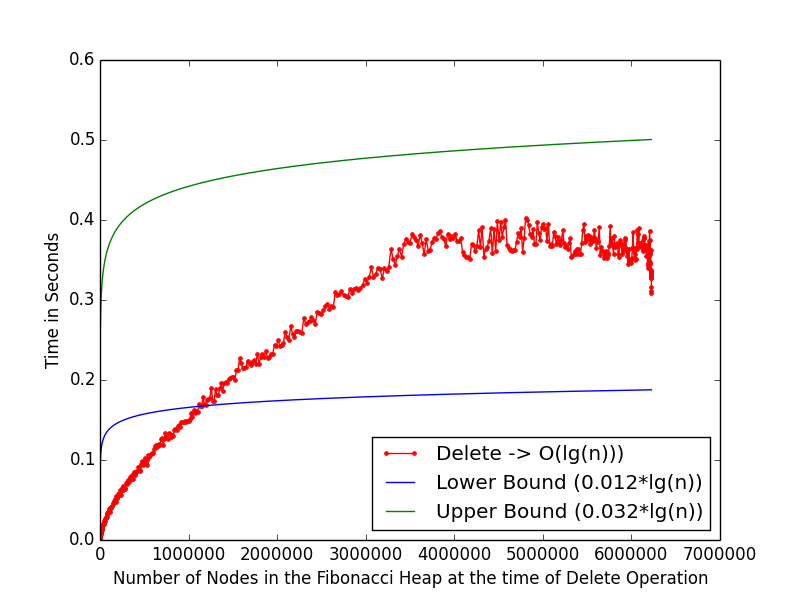 0.6
0.5
0.4
0.3
0.2
0.1
0.0
Time in Seconds
Delete -> O(lg(n)))
Lower Bound (0.012*lg(n))
Upper Bound (0.032*lg(n))
0 1000000 2000000 3000000 4000000 5000000 6000000 7000000
Number of Nodes in the Fibonacci Heap at the time of Delete Operation